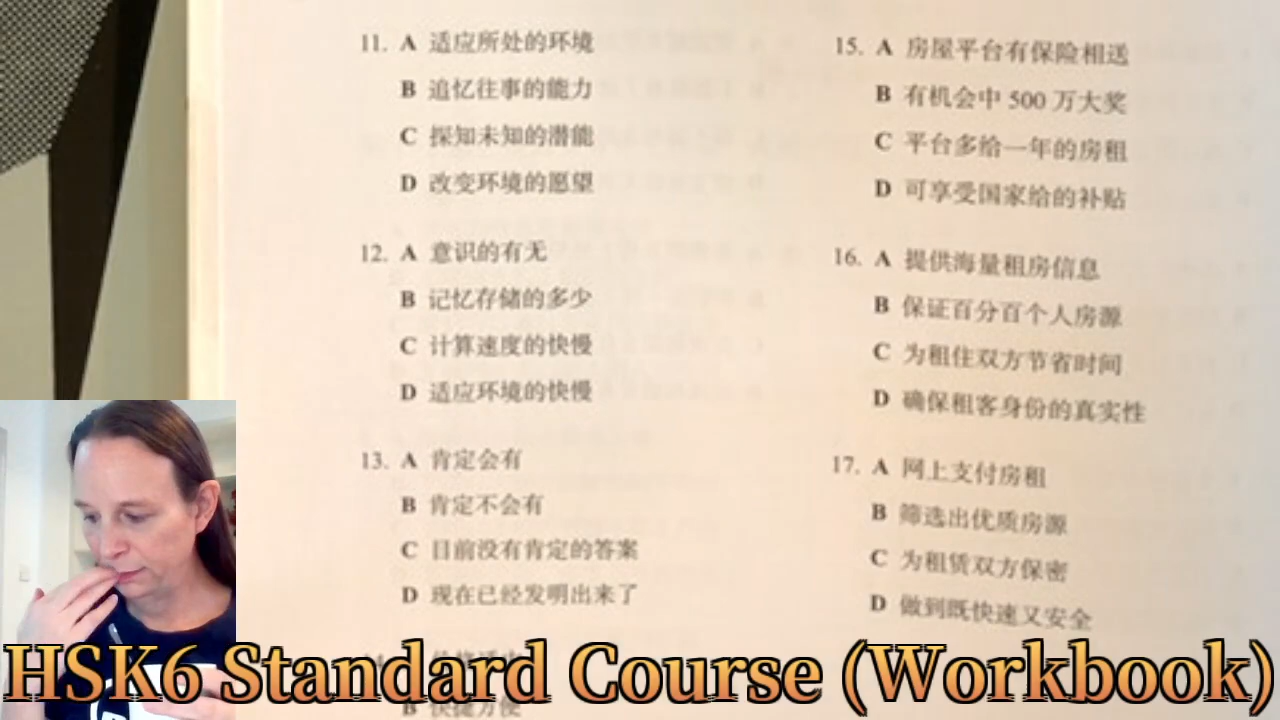 11. A 适应所处的环境
B 追忆往事的能力
C 探知未知的潜能
D 改变环境的愿望
12. A 意识的有无
B 记忆存储的多少
C 计算速度的快慢
D 适应环境的快慢
13. A 肯定会有
B 肯定不会有
C 目前没有肯定的答案
D 现在已经发明出来了
B 快捷方便
15. A 房屋平台有保险相送
B 有机会中 500 万大奖
C 平台多给一年的房租
D 可享受国家给的补贴
16. A 提供海量租房信息
B 保证百分百个人房源
C 为租住双方节省时间
D 确保租客身份的真实性
17. A 网上支付房租
B 筛选出优质房源
C 为租赁双方保密
D 做到既快速又安全
HSK6 Standard Course (Workbook)